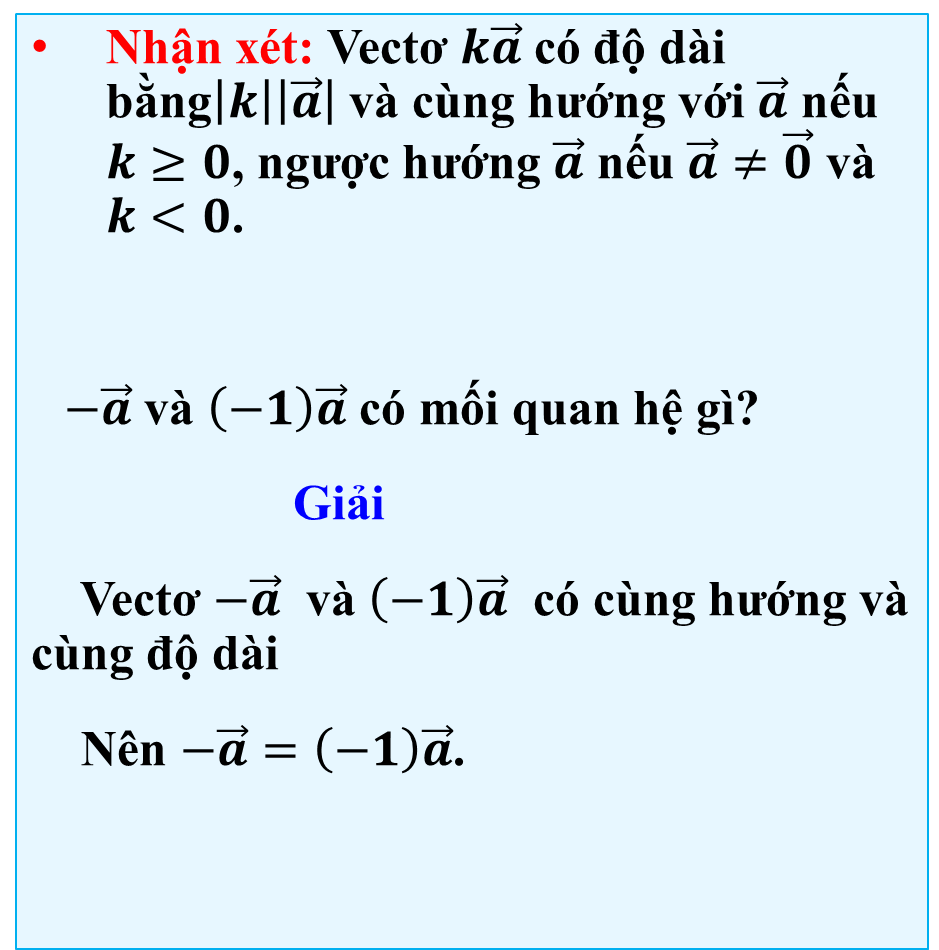 • Nhận xét: Vectơ $k\vec{a}$ có độ dài
bằng$|k||\vec{a}|$ và cùng hướng với $\vec{a}$ nếu
$k \geq 0$, ngược hướng $\vec{a}$ nếu $\vec{a} \neq \vec{0}$ và
$k < 0$.
$-\vec{a}$ và $(-1)\vec{a}$ có mối quan hệ gì?
Giải
Vectơ $-\vec{a}$ và $(-1)\vec{a}$ có cùng hướng và
cùng độ dài
Nên $-\vec{a} = (-1)\vec{a}$.